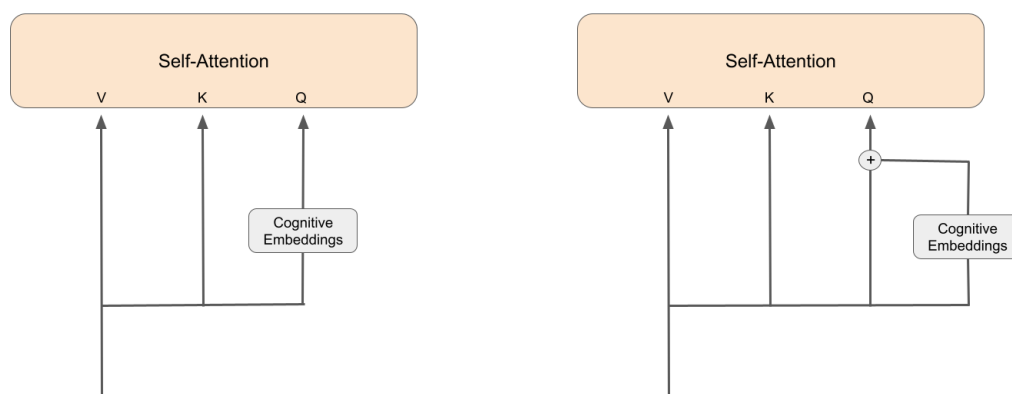 Self-Attention
V K Q
Cognitive
Embeddings
Self-Attention
V K Q
+
Cognitive
Embeddings